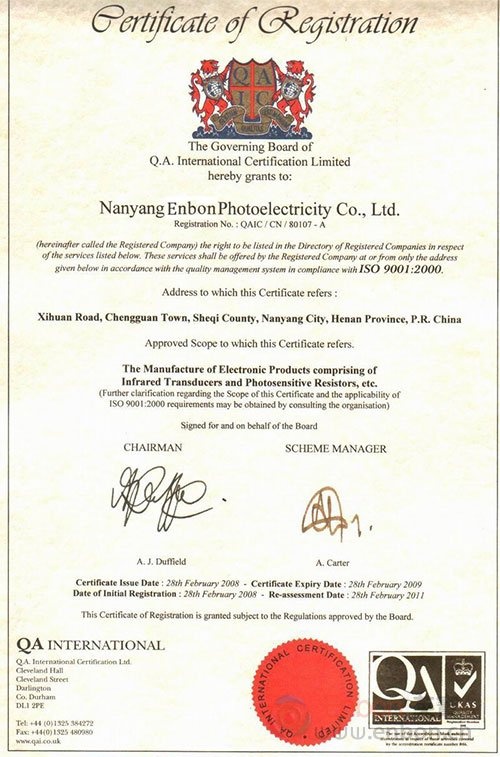 Certificate of Registration
QA
IC
The Governing Board of
Q.A. International Certification Limited
hereby grants to:
Nanyang Enbon Photoelectricity Co., Ltd.
Registration No. : QAIC / CN / 80107 - A
(hereinafter called the Registered Company) the right to be listed in the Directory of Registered Companies in respect
of the services listed below. These services shall be offered by the Registered Company at or from only the address
given below in accordance with the quality management system in compliance with ISO 9001:2000.
Address to which this Certificate refers :
Xihuan Road, Chengguan Town, Sheqi County, Nanyang City, Henan Province, P.R. China
Approved Scope to which this Certificate refers.
The Manufacture of Electronic Products comprising of
Infrared Transducers and Photosensitive Resistors, etc.
(Further clarification regarding the Scope of this Certificate and the applicability of
ISO 9001:2000 requirements may be obtained by consulting the organisation)
Signed for and on behalf of the Board
CHAIRMAN SCHEME MANAGER
A. J. Duffield A. Carter
Certificate Issue Date : 28th February 2008 - Certificate Expiry Date : 28th February 2009
Date of Initial Registration : 28th February 2008 - Re-assessment Date : 28th February 2011
This Certificate of Registration is granted subject to the Regulations approved by the Board.
QA INTERNATIONAL
Q.A. International Certification Ltd.
Cleveland Hall
Cleveland Street
Darlington
Co. Durham
DL1 2PE
Tel: +44 (0)1325 384272
Fax: +44(0)1325 480980
www.qai.co.uk
QA INTERNATIONAL CERTIFICATION LIMITED
QA
INTERNATIONAL
UKAS
QUALITY
MANAGEMENT
www.enbon.cn